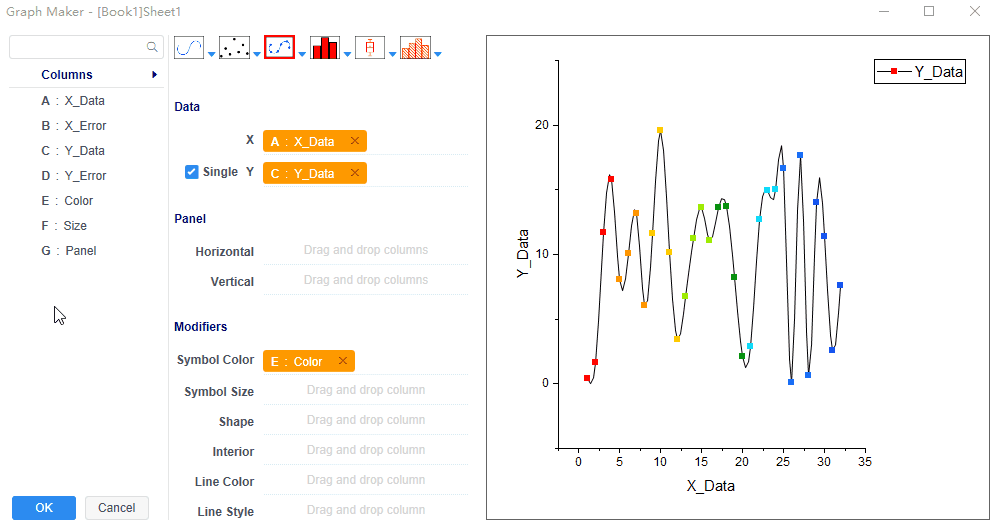 Graph Maker - [Book1]Sheet1
Columns
A : X_Data
B : X_Error
C : Y_Data
D : Y_Error
E : Color
F : Size
G : Panel
OK
Cancel
Data
X A : X_Data
Single Y C : Y_Data
Panel
Horizontal Drag and drop columns
Vertical Drag and drop columns
Modifiers
Symbol Color E : Color
Symbol Size Drag and drop column
Shape Drag and drop column
Interior Drag and drop column
Line Color Drag and drop column
Line Style Drag and drop column
Y_Data
20
10
0
Y_Data
0 5 10 15 20 25 30 35
X_Data